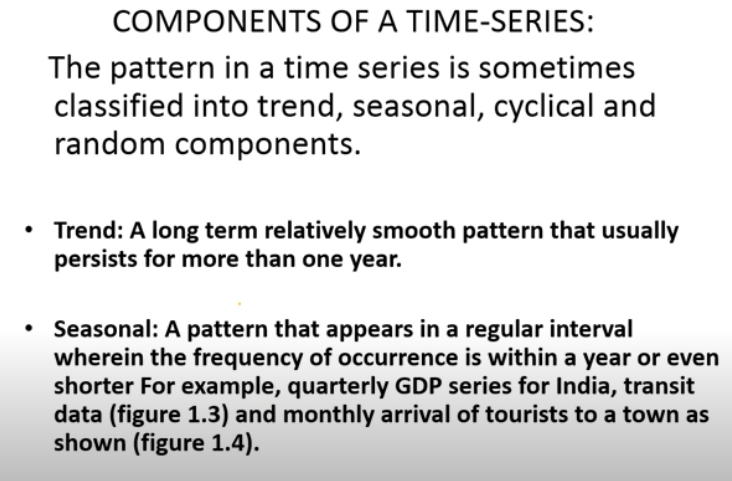 COMPONENTS OF A TIME-SERIES:
The pattern in a time series is sometimes
classified into trend, seasonal, cyclical and
random components.
• Trend: A long term relatively smooth pattern that usually
persists for more than one year.
• Seasonal: A pattern that appears in a regular interval
wherein the frequency of occurrence is within a year or even
shorter For example, quarterly GDP series for India, transit
data (figure 1.3) and monthly arrival of tourists to a town as
shown (figure 1.4).